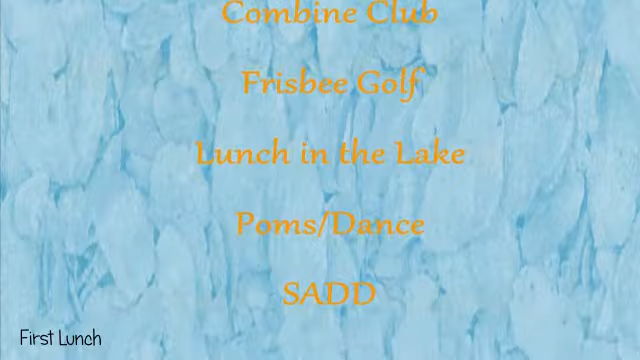 Combine Club
Frisbee Golf
Lunch in the Lake
Poms/Dance
SADD
First Lunch